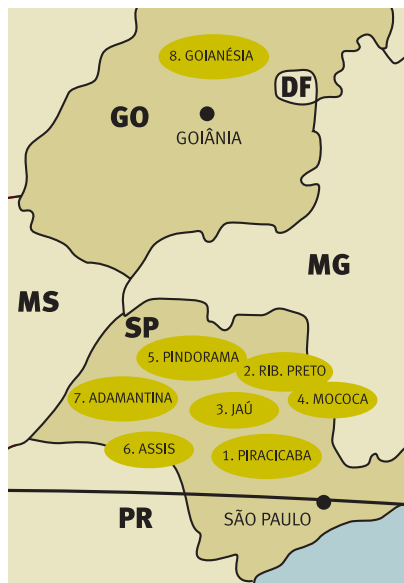 8. GOIANÉSIA
DF
GO
GOIÂNIA
MG
MS
SP
5. PINDORAMA
2. RIB. PRETO
7. ADAMANTINA
4. MOCOCA
3. JAÚ
6. ASSIS
1. PIRACICABA
PR
SÃO PAULO